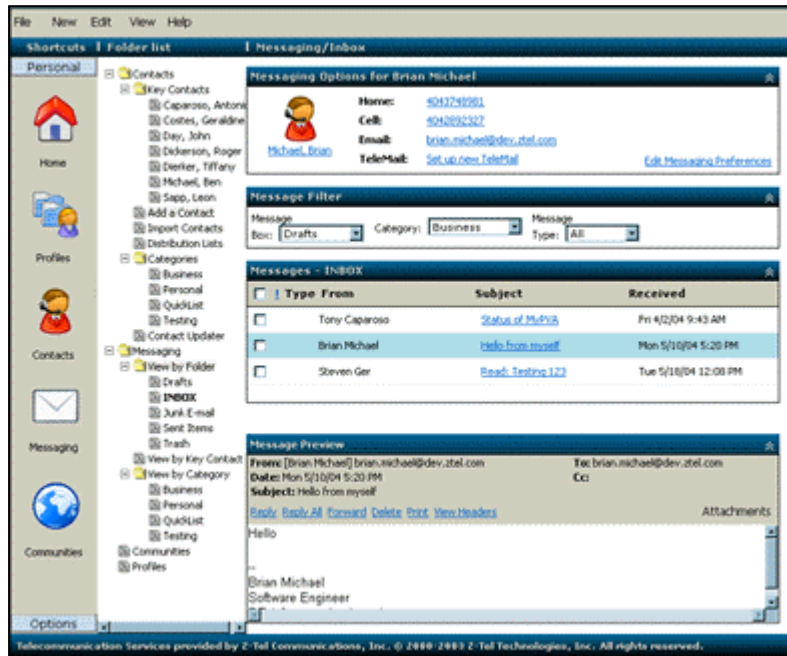 File New Edit View Help
Shortcuts Folder list Messaging/Inbox
Personal
Home
Profiles
Contacts
Messaging
Communities
Options
Contacts
Key Contacts
Caparoso, Antonio
Costes, Geraldine
Day, John
Dickerson, Roger
Dierker, Tiffany
Michael, Ben
Sapp, Leon
Add a Contact
Import Contacts
Distribution Lists
Categories
Business
Personal
QuickList
Testing
Contact Updater
Messaging
View by Folder
Drafts
INBOX
Junk E-mail
Sent Items
Trash
View by Key Contact
View by Category
Business
Personal
QuickList
Testing
Communities
Profiles
Messaging Options for Brian Michael
Michael, Brian
Home: 4043748981
Cell: 4042892327
Email: brian.michael@dev.ztel.com
TeleMail: Set up new TeleMail
Edit Messaging Preferences
Message Filter
Message Box: Drafts Category: Business Message Type: All
Messages - INBOX
! Type From Subject Received
Tony Caparoso Status of MyPVA Fri 4/2/04 9:43 AM
Brian Michael Hello from myself Mon 5/10/04 5:20 PM
Steven Ger Read: Testing 123 Tue 5/18/04 12:08 PM
Message Preview
From: [Brian Michael] brian.michael@dev.ztel.com To: brian.michael@dev.ztel.com
Date: Mon 5/10/04 5:20 PM Cc:
Subject: Hello from myself
Reply Reply All Forward Delete Print View Headers Attachments
Hello
--
Brian Michael
Software Engineer
Telecommunication Services provided by Z-Tel Communications, Inc. © 2000-2003 Z-Tel Technologies, Inc. All rights reserved.